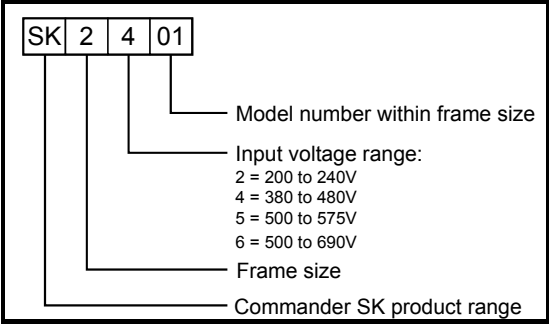 SK 2 4 01
Model number within frame size
Input voltage range:
2 = 200 to 240V
4 = 380 to 480V
5 = 500 to 575V
6 = 500 to 690V
Frame size
Commander SK product range